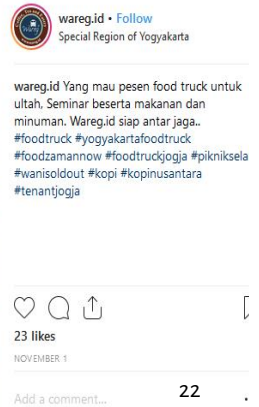 wareg.id • Follow
Special Region of Yogyakarta
wareg.id Yang mau pesen food truck untuk
ultah, Seminar beserta makanan dan
minuman. Wareg.id siap antar jaga..
#foodtruck #yogyakartafoodtruck
#foodzamannow #foodtruckjogja #pikniksela
#wanisoldout #kopi #kopinusantara
#tenantjogja
23 likes
NOVEMBER 1
Add a comment...
22